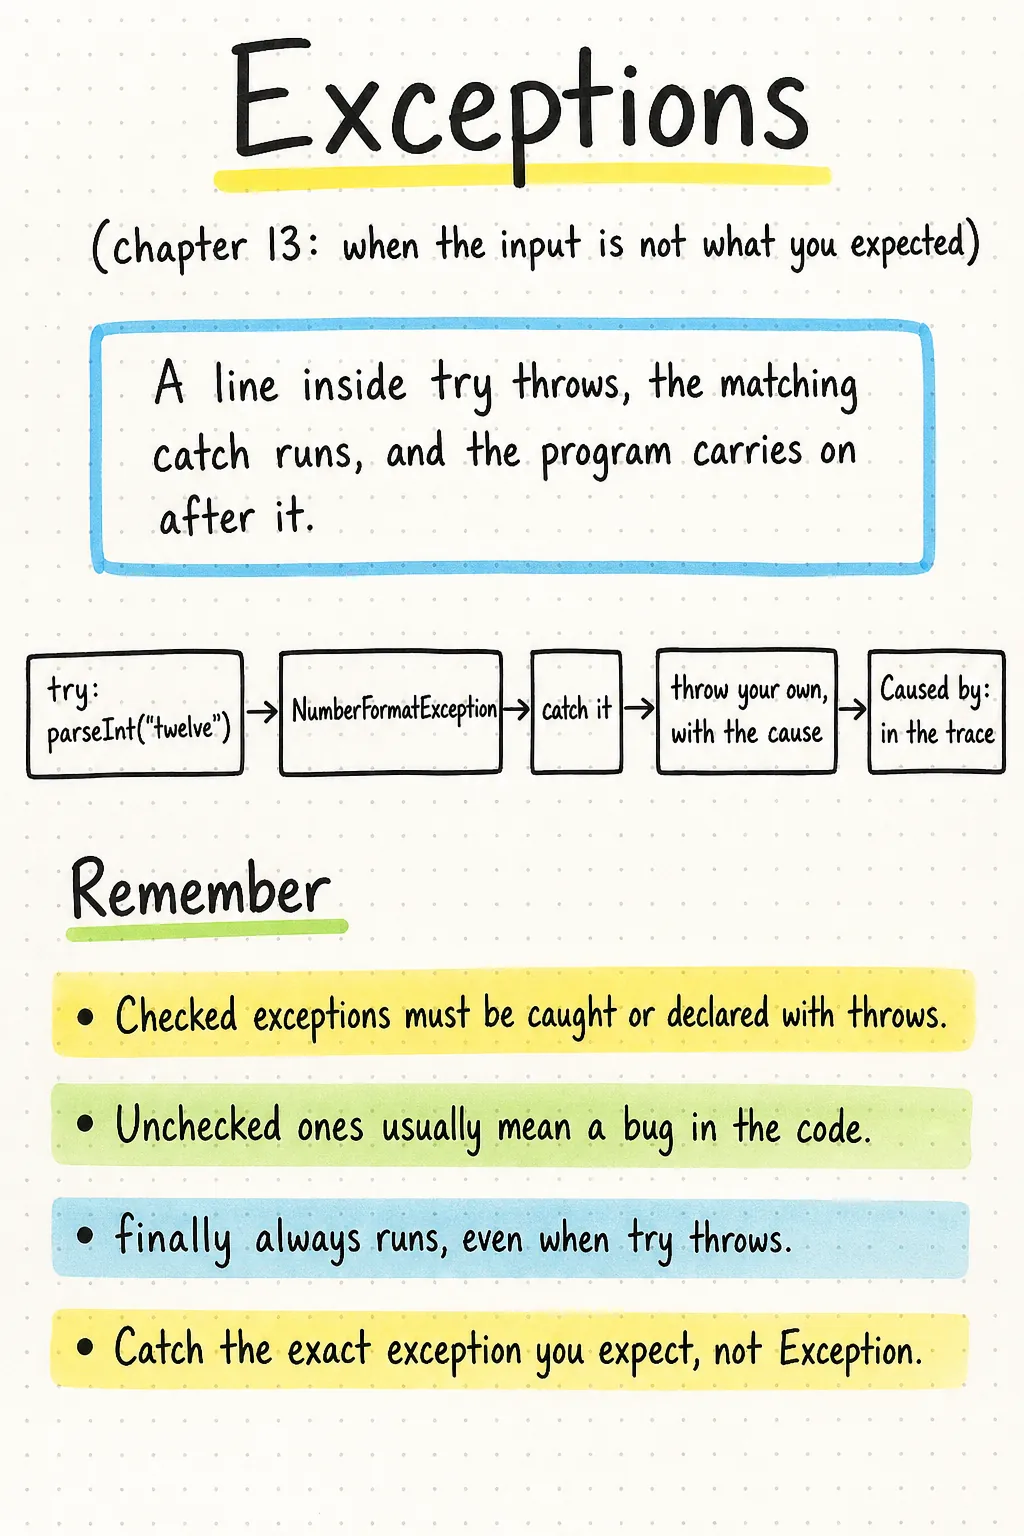 Exceptions
(chapter 13: when the input is not what you expected)
A line inside try throws, the matching
catch runs, and the program carries on
after it.
try:
parseInt("twelve")
NumberFormatException
catch it
throw your own,
with the cause
Caused by:
in the trace
Remember
• Checked exceptions must be caught or declared with throws.
• Unchecked ones usually mean a bug in the code.
• finally always runs, even when try throws.
• Catch the exact exception you expect, not Exception.